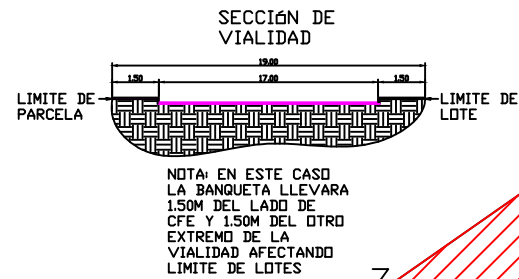 SECCIóN DE
VIALIDAD
19.00
1.50 17.00 1.50
LIMITE DE
PARCELA
LIMITE DE
LOTE
NOTA: EN ESTE CASO
LA BANQUETA LLEVARA
1.50M DEL LADO DE
CFE Y 1.50M DEL OTRO
EXTREMO DE LA
VIALIDAD AFECTANDO
LIMITE DE LOTES